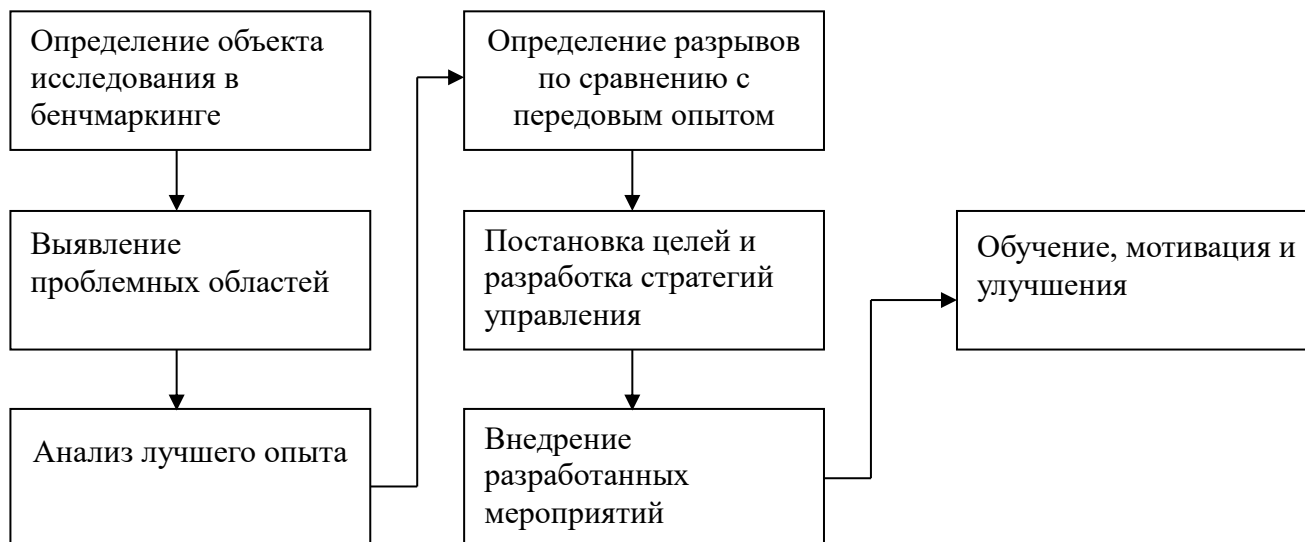 Определение объекта
исследования в
бенчмаркинге
Выявление
проблемных областей
Анализ лучшего опыта
Определение разрывов
по сравнению с
передовым опытом
Постановка целей и
разработка стратегий
управления
Внедрение
разработанных
мероприятий
Обучение, мотивация и
улучшения